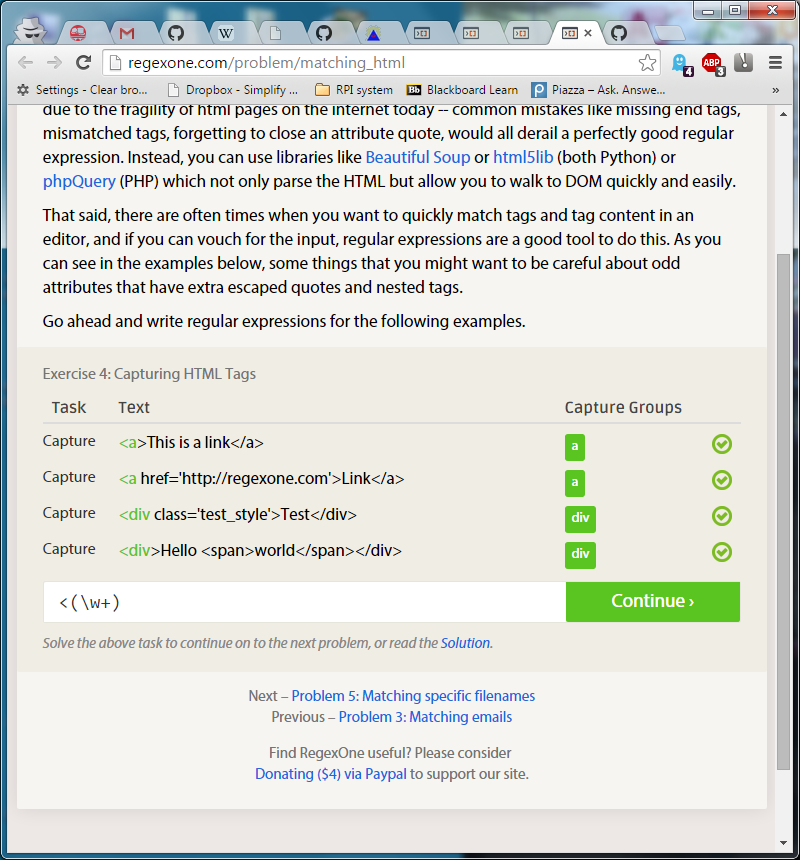 regexone.com/problem/matching_html
4
ABP
3
Settings - Clear bro...
Dropbox - Simplify ...
RPI system
Bb
Blackboard Learn
Piazza – Ask. Answe...
»
due to the fragility of html pages on the internet today -- common mistakes like missing end tags,
mismatched tags, forgetting to close an attribute quote, would all derail a perfectly good regular
expression. Instead, you can use libraries like Beautiful Soup or html5lib (both Python) or
phpQuery (PHP) which not only parse the HTML but allow you to walk to DOM quickly and easily.
That said, there are often times when you want to quickly match tags and tag content in an
editor, and if you can vouch for the input, regular expressions are a good tool to do this. As you
can see in the examples below, some things that you might want to be careful about odd
attributes that have extra escaped quotes and nested tags.
Go ahead and write regular expressions for the following examples.
Exercise 4: Capturing HTML Tags
Task Text Capture Groups
Capture <a>This is a link</a> a
Capture <a href='http://regexone.com'>Link</a> a
Capture <div class='test_style'>Test</div> div
Capture <div>Hello <span>world</span></div> div
<(\w+) Continue ›
Solve the above task to continue on to the next problem, or read the Solution.
Next – Problem 5: Matching specific filenames
Previous – Problem 3: Matching emails
Find RegexOne useful? Please consider
Donating ($4) via Paypal to support our site.